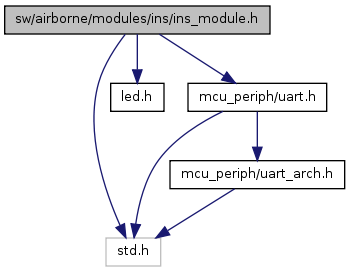 sw/airborne/modules/ins/ins_module.h
led.h
mcu_periph/uart.h
mcu_periph/uart_arch.h
std.h